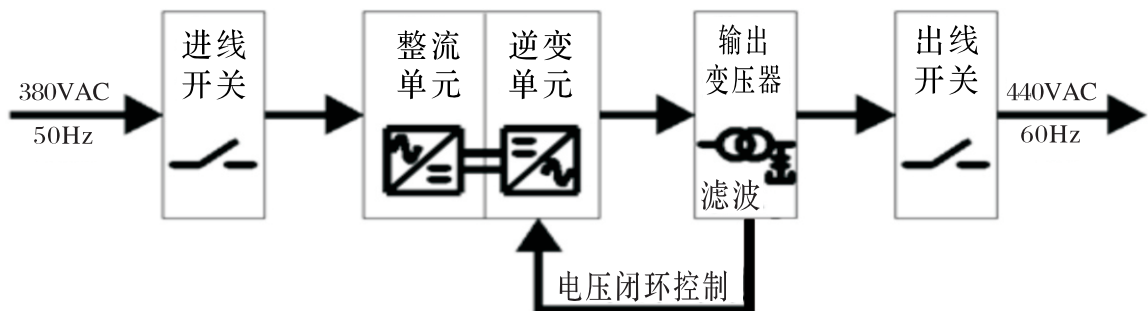 380VAC
50Hz
进线
开关
整流
单元
逆变
单元
输出
变压器
滤波
出线
开关
440VAC
60Hz
电压闭环控制